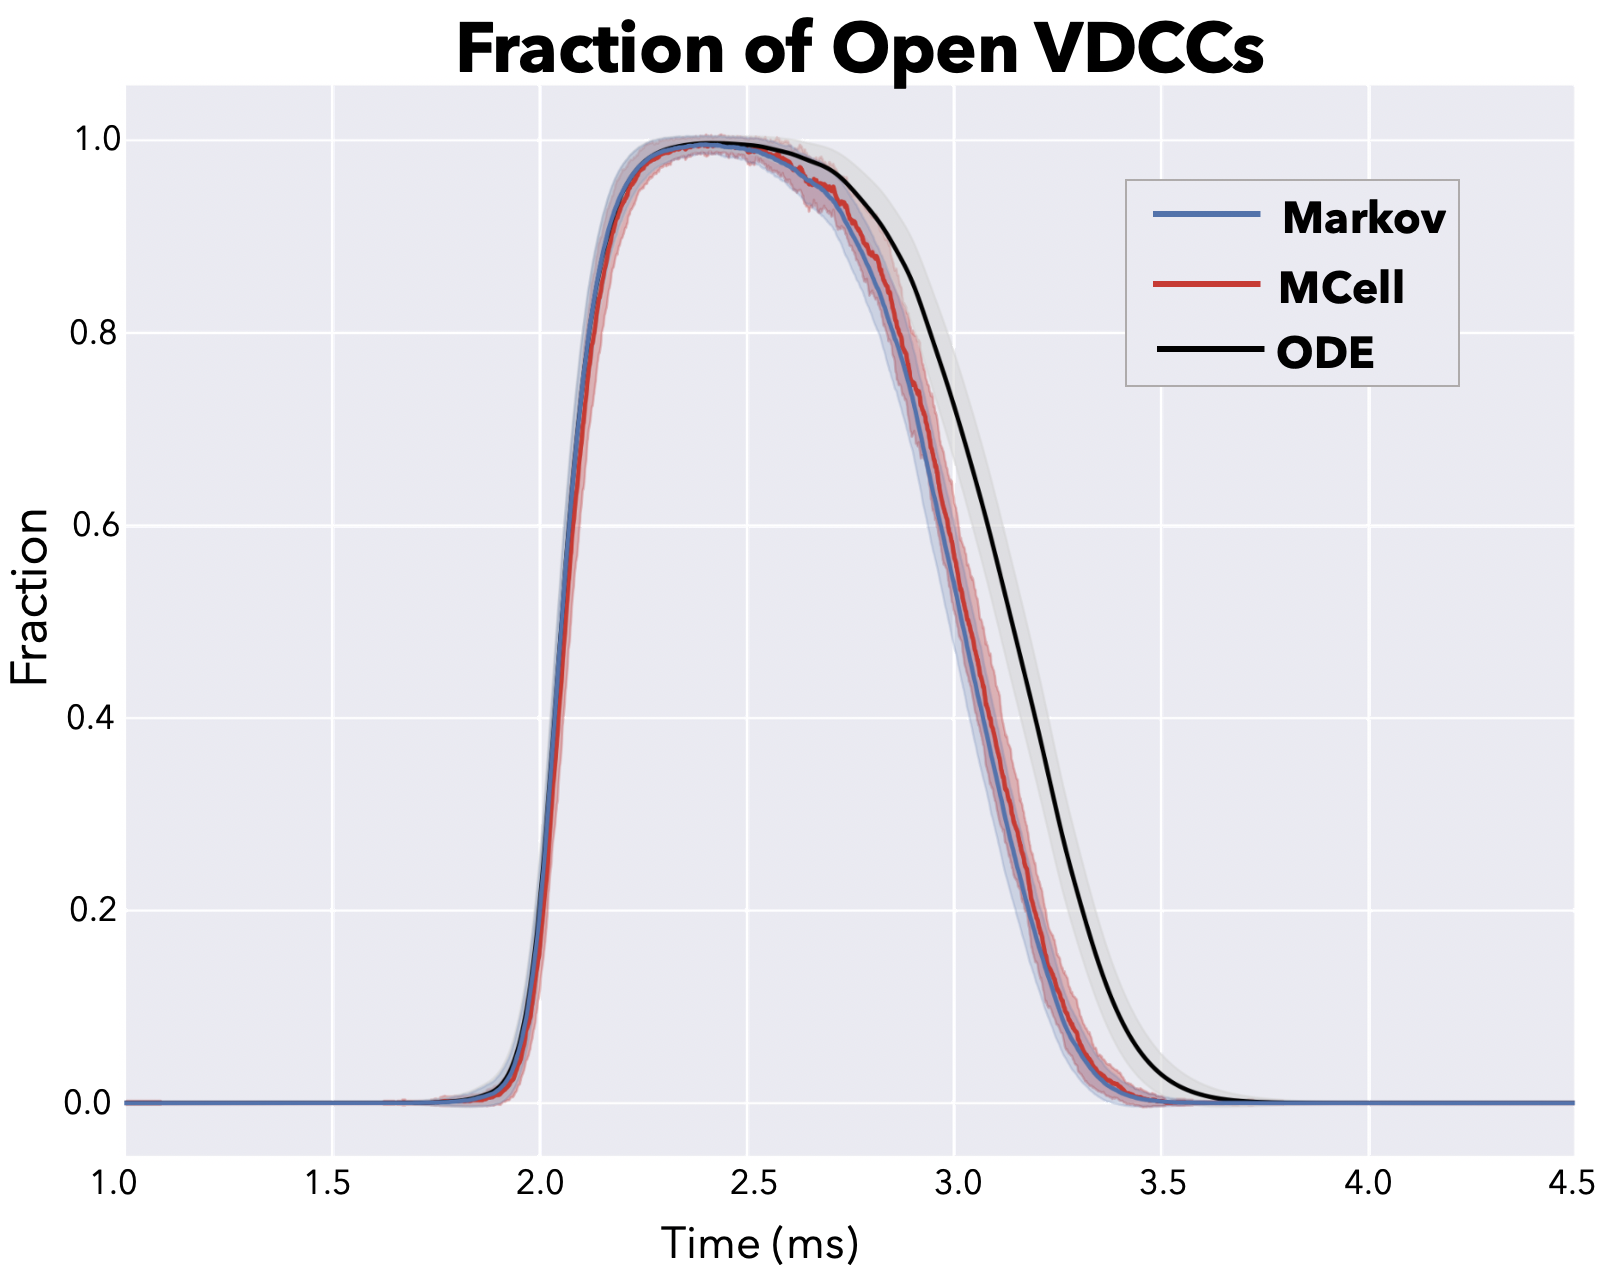 Fraction of Open VDCCs
1.0
0.8
0.6
0.4
0.2
0.0
Fraction
Markov
MCell
ODE
1.0 1.5 2.0 2.5 3.0 3.5 4.0 4.5
Time (ms)